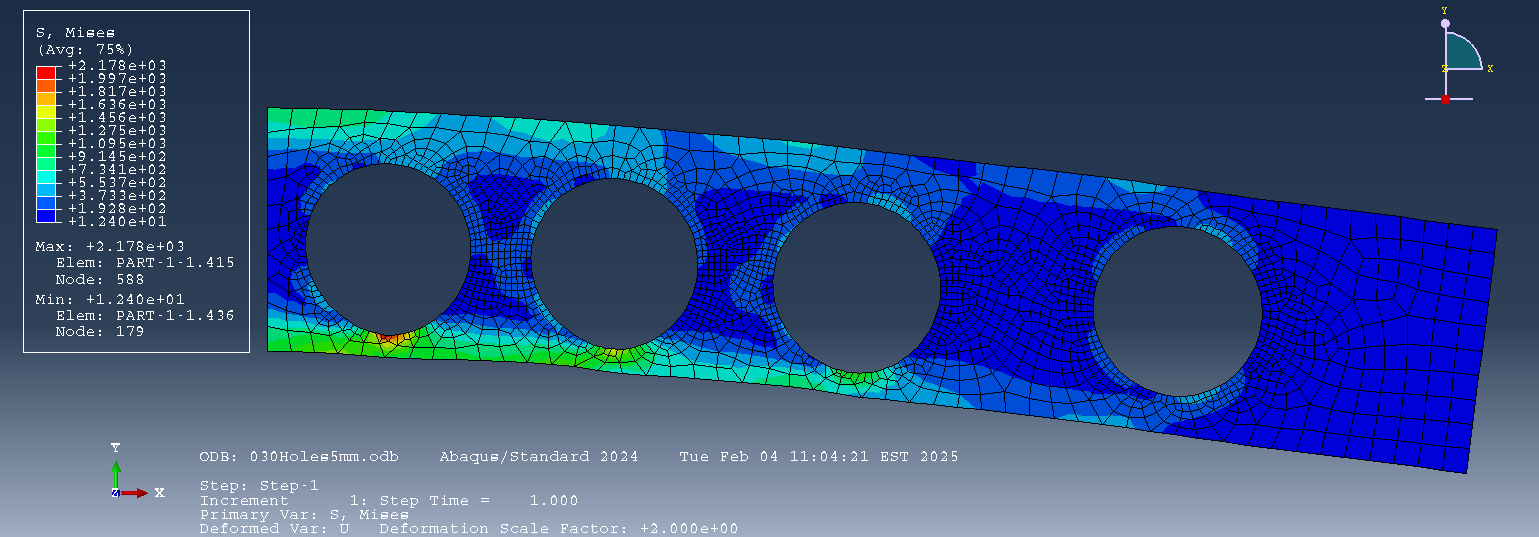 S, Mises
(Avg: 75%)
+2.178e+03
+1.997e+03
+1.817e+03
+1.636e+03
+1.456e+03
+1.275e+03
+1.095e+03
+9.145e+02
+7.341e+02
+5.537e+02
+3.733e+02
+1.928e+02
+1.240e+01
Max: +2.178e+03
Elem: PART-1-1.415
Node: 588
Min: +1.240e+01
Elem: PART-1-1.436
Node: 179
Y
Z
X
Y
Z
X
ODB: 030Holes5mm.odb Abaqus/Standard 2024 Tue Feb 04 11:04:21 EST 2025
Step: Step-1
Increment 1: Step Time = 1.000
Primary Var: S, Mises
Deformed Var: U Deformation Scale Factor: +2.000e+00